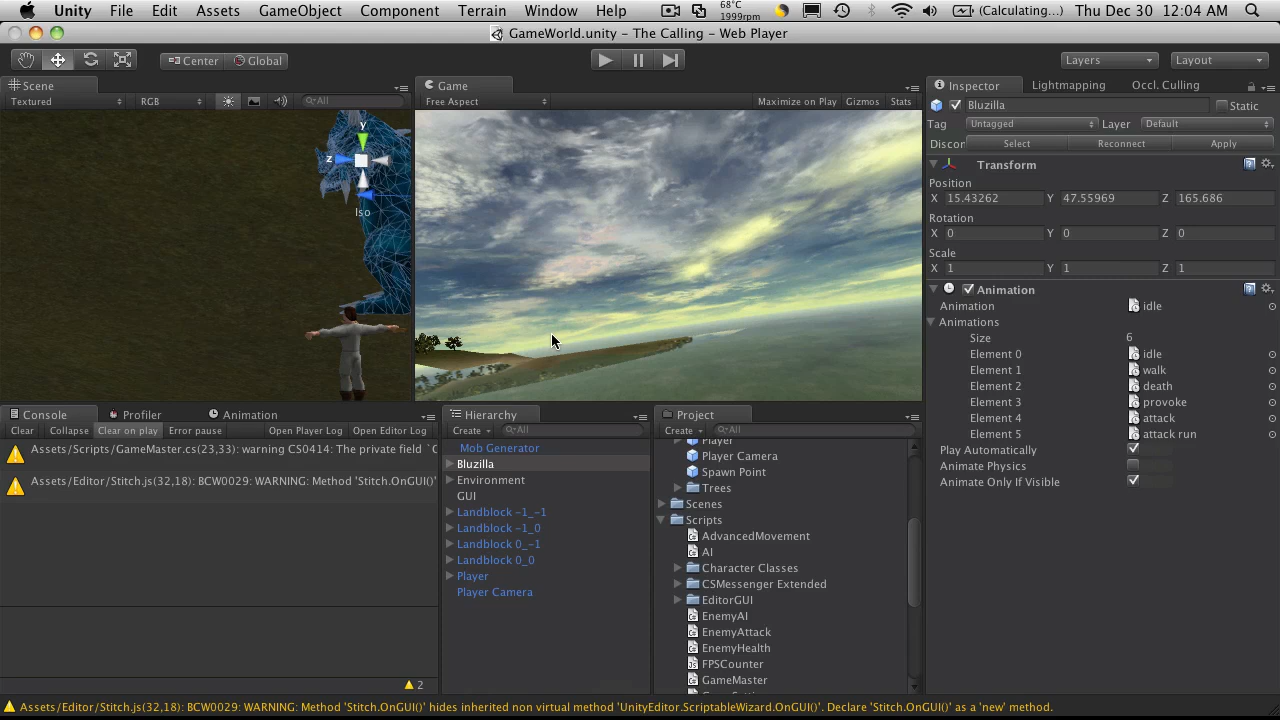 Unity File Edit Assets GameObject Component Terrain Window Help 68°C 1999rpm (Calculating...) Thu Dec 30 12:04 AM
GameWorld.unity – The Calling – Web Player
Center Global Layers Layout
Scene
Textured RGB All
y
z
Iso
Game
Free Aspect Maximize on Play Gizmos Stats
Inspector Lightmapping Occl. Culling
Bluzilla Static
Tag Untagged Layer Default
Discon Select Reconnect Apply
Transform
Position
X 15.43262 Y 47.55969 Z 165.686
Rotation
X 0 Y 0 Z 0
Scale
X 1 Y 1 Z 1
Animation
Animation idle
Animations
Size 6
Element 0 idle
Element 1 walk
Element 2 death
Element 3 provoke
Element 4 attack
Element 5 attack run
Play Automatically
Animate Physics
Animate Only If Visible
Console Profiler Animation
Clear Collapse Clear on play Error pause Open Player Log Open Editor Log
Assets/Scripts/GameMaster.cs(23,33): warning CS0414: The private field `
Assets/Editor/Stitch.js(32,18): BCW0029: WARNING: Method 'Stitch.OnGUI()'
2
Hierarchy
Create All
Mob Generator
Bluzilla
Environment
GUI
Landblock -1_-1
Landblock -1_0
Landblock 0_-1
Landblock 0_0
Player
Player Camera
Project
Create All
Player
Player Camera
Spawn Point
Trees
Scenes
Scripts
AdvancedMovement
AI
Character Classes
CSMessenger Extended
EditorGUI
EnemyAI
EnemyAttack
EnemyHealth
FPSCounter
GameMaster
Assets/Editor/Stitch.js(32,18): BCW0029: WARNING: Method 'Stitch.OnGUI()' hides inherited non virtual method 'UnityEditor.ScriptableWizard.OnGUI()'. Declare 'Stitch.OnGUI()' as a 'new' method.